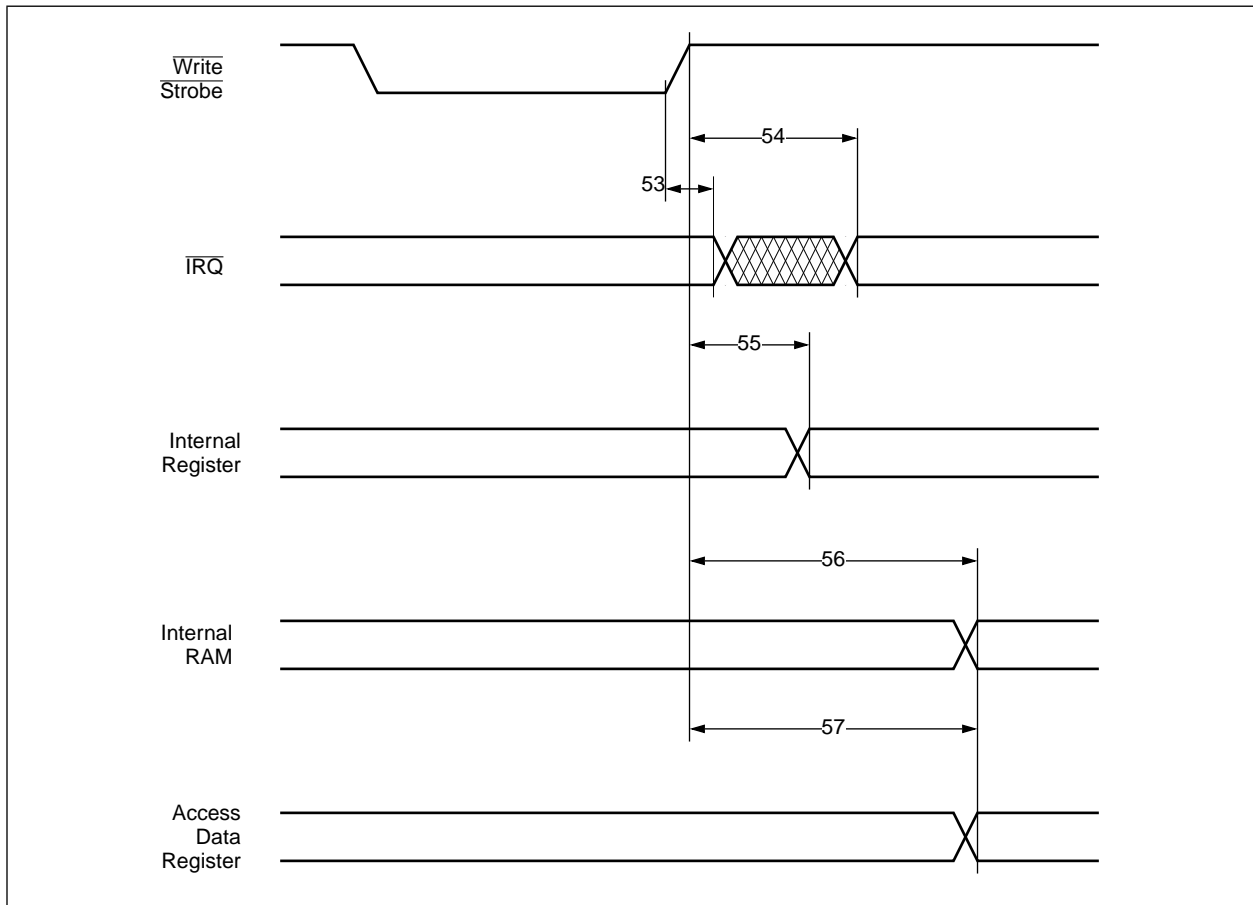 Write
Strobe
54
53
IRQ
55
Internal
Register
56
Internal
RAM
57
Access
Data
Register